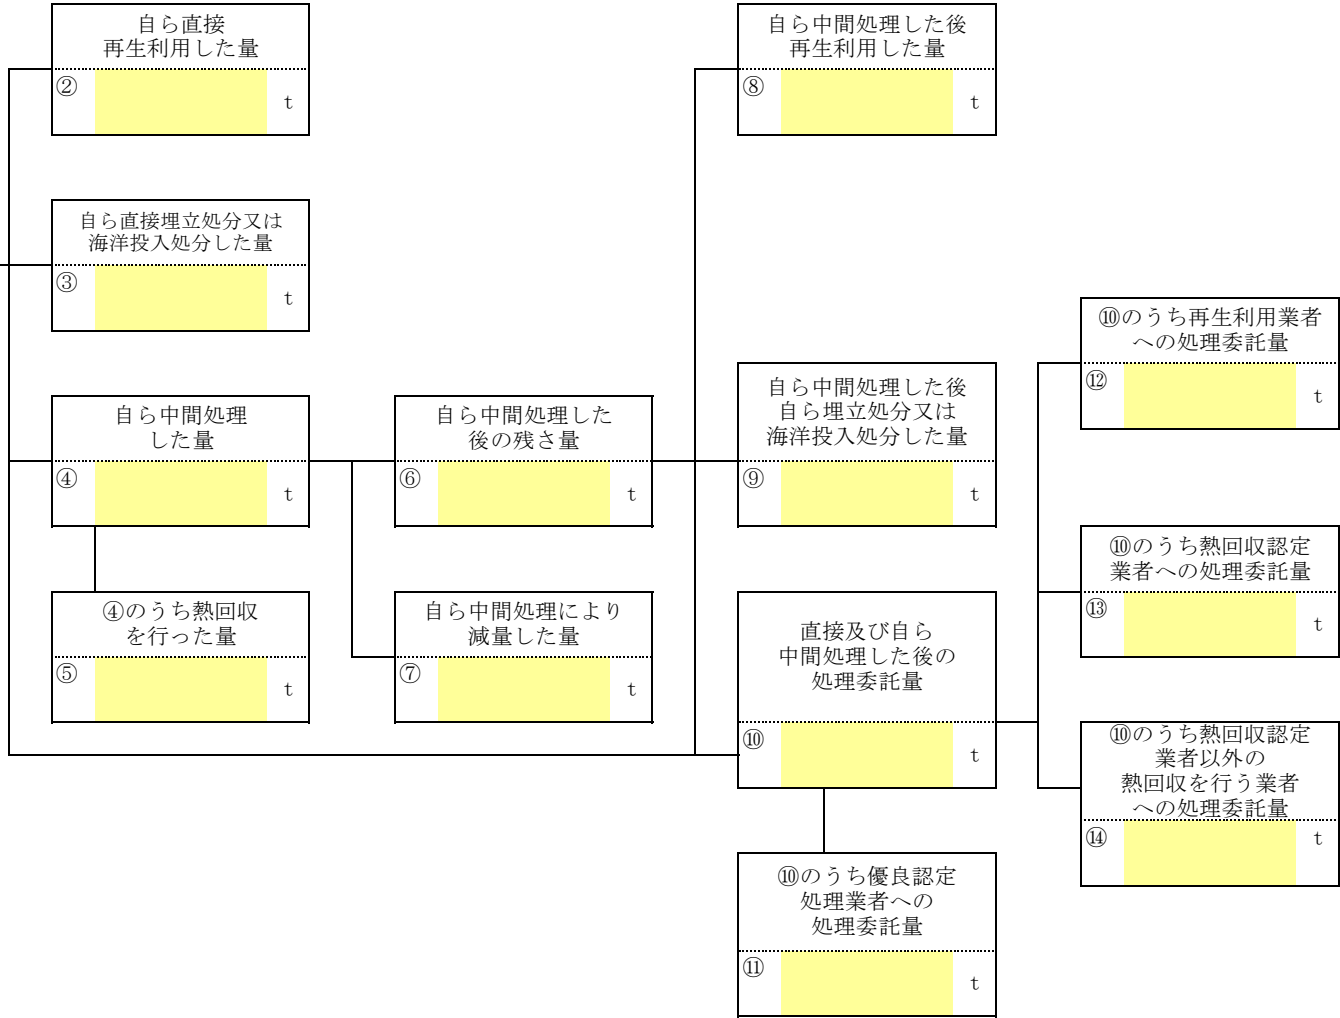 自ら直接
再生利用した量
②
t
自ら直接埋立処分又は
海洋投入処分した量
③
t
自ら中間処理
した量
④
t
④のうち熱回収
を行った量
⑤
t
自ら中間処理した
後の残さ量
⑥
t
自ら中間処理により
減量した量
⑦
t
自ら中間処理した後
再生利用した量
⑧
t
自ら中間処理した後
自ら埋立処分又は
海洋投入処分した量
⑨
t
直接及び自ら
中間処理した後の
処理委託量
⑩
t
⑩のうち優良認定
処理業者への
処理委託量
⑪
t
⑩のうち再生利用業者
への処理委託量
⑫
t
⑩のうち熱回収認定
業者への処理委託量
⑬
t
⑩のうち熱回収認定
業者以外の
熱回収を行う業者
への処理委託量
⑭
t